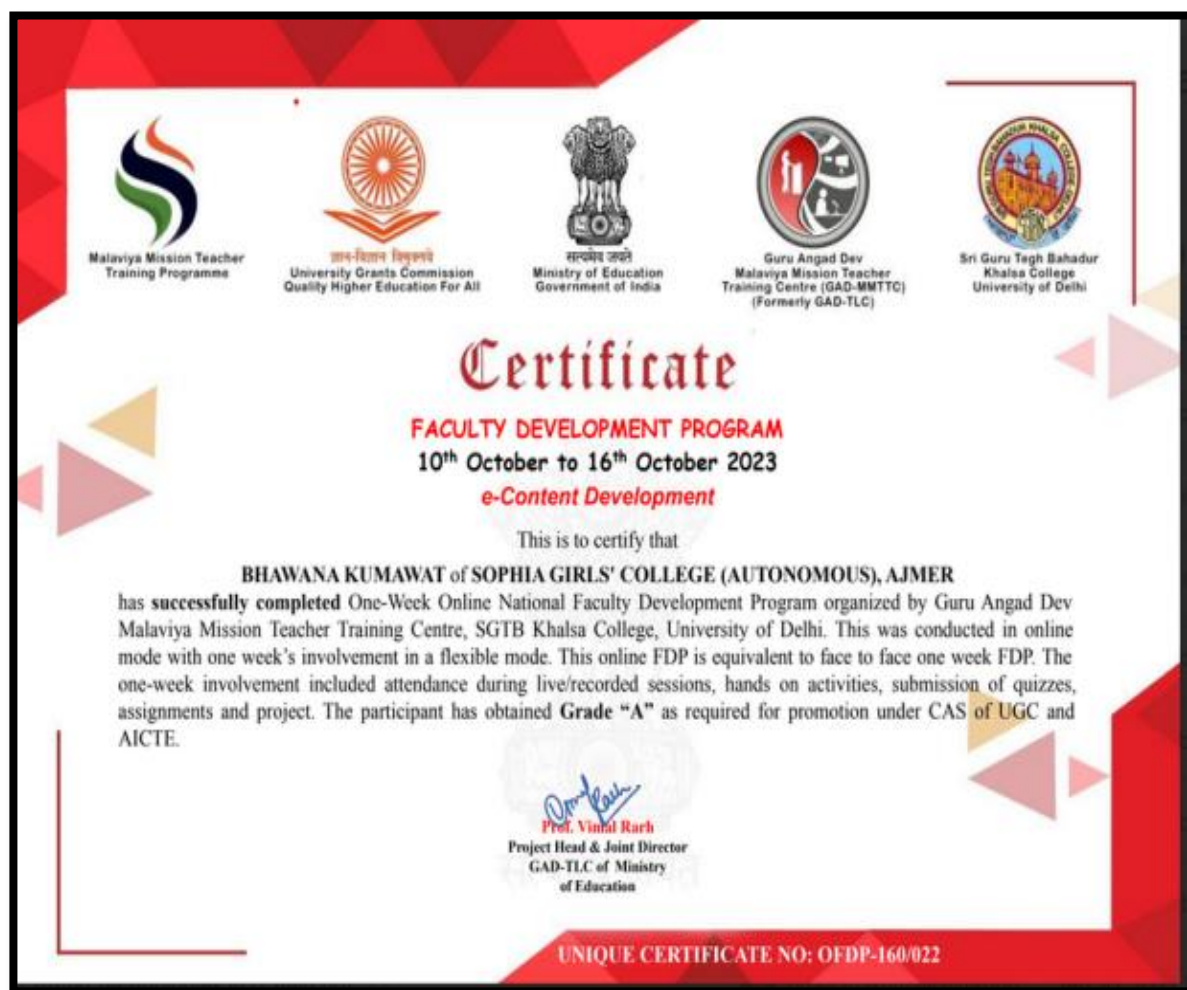 Malaviya Mission Teacher
Training Programme
ज्ञान-विज्ञान विमुक्तये
University Grants Commission
Quality Higher Education For All
सत्यमेव जयते
Ministry of Education
Government of India
Guru Angad Dev
Malaviya Mission Teacher
Training Centre (GAD-MMTTC)
(Formerly GAD-TLC)
Sri Guru Tegh Bahadur
Khalsa College
University of Delhi
Certificate
FACULTY DEVELOPMENT PROGRAM
10th October to 16th October 2023
e-Content Development
This is to certify that
BHAWANA KUMAWAT of SOPHIA GIRLS' COLLEGE (AUTONOMOUS), AJMER
has successfully completed One-Week Online National Faculty Development Program organized by Guru Angad Dev
Malaviya Mission Teacher Training Centre, SGTB Khalsa College, University of Delhi. This was conducted in online
mode with one week's involvement in a flexible mode. This online FDP is equivalent to face to face one week FDP. The
one-week involvement included attendance during live/recorded sessions, hands on activities, submission of quizzes,
assignments and project. The participant has obtained Grade “A” as required for promotion under CAS of UGC and
AICTE.
Prof. Vimal Rarh
Project Head & Joint Director
GAD-TLC of Ministry
of Education
UNIQUE CERTIFICATE NO: OFDP-160/022